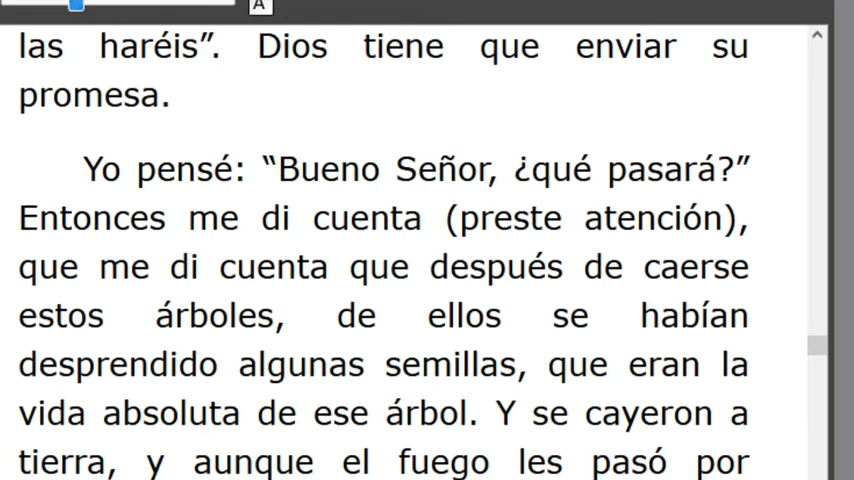 A
las haréis”. Dios tiene que enviar su
promesa.
Yo pensé: “Bueno Señor, ¿qué pasará?”
Entonces me di cuenta (preste atención),
que me di cuenta que después de caerse
estos árboles, de ellos se habían
desprendido algunas semillas, que eran la
vida absoluta de ese árbol. Y se cayeron a
tierra, y aunque el fuego les pasó por